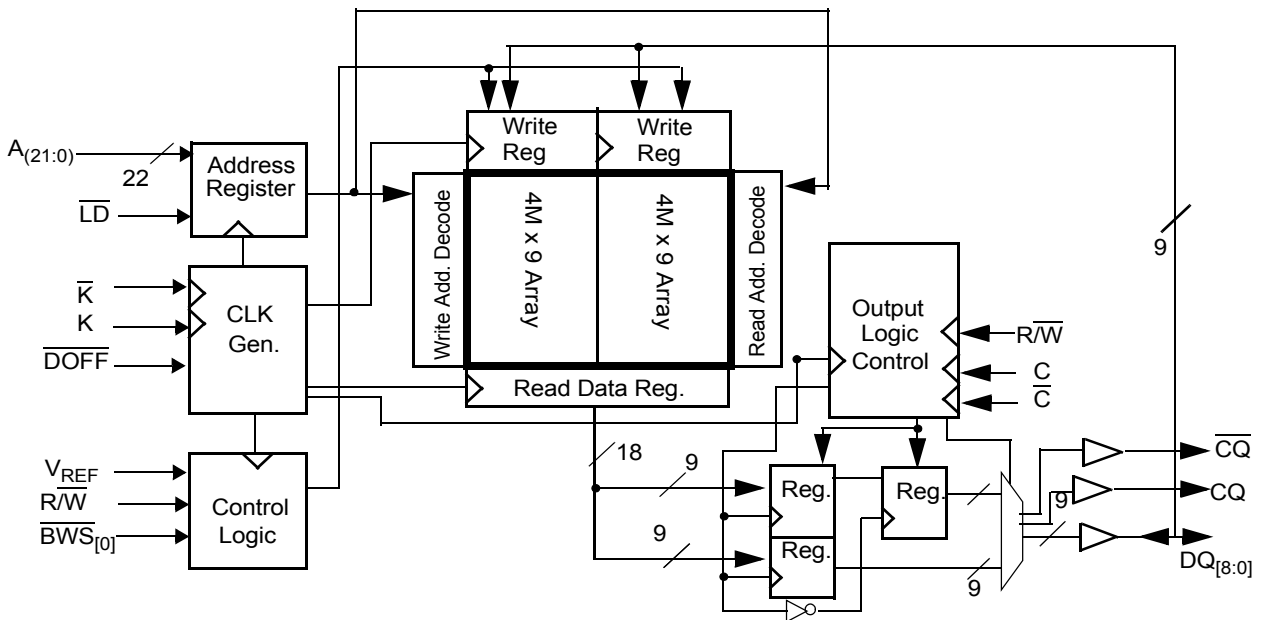 A(21:0)
22
LD
Address
Register
K
K
DOFF
CLK
Gen.
VREF
R/W
BWS[0]
Control
Logic
Write
Reg
Write
Reg
Write Add. Decode
4M x 9 Array
4M x 9 Array
Read Add. Decode
Read Data Reg.
18
9
9
Output
Logic
Control
R/W
C
C
9
Reg.
Reg.
Reg.
9
9
CQ
CQ
DQ[8:0]